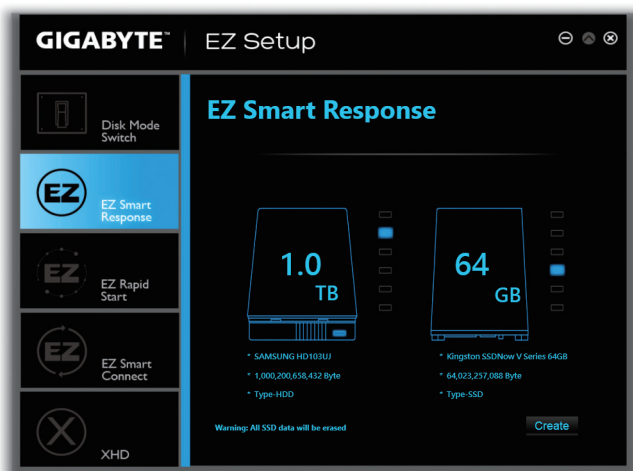 GIGABYTE™ EZ Setup
Disk Mode
Switch
EZ
EZ Smart
Response
EZ
EZ Rapid
Start
EZ
EZ Smart
Connect
X
XHD
EZ Smart Response
1.0
TB
64
GB
* SAMSUNG HD103UJ
* 1,000,200,658,432 Byte
* Type-HDD
* Kingston SSDNow V Series 64GB
* 64,023,257,088 Byte
* Type-SSD
Warning: All SSD data will be erased
Create